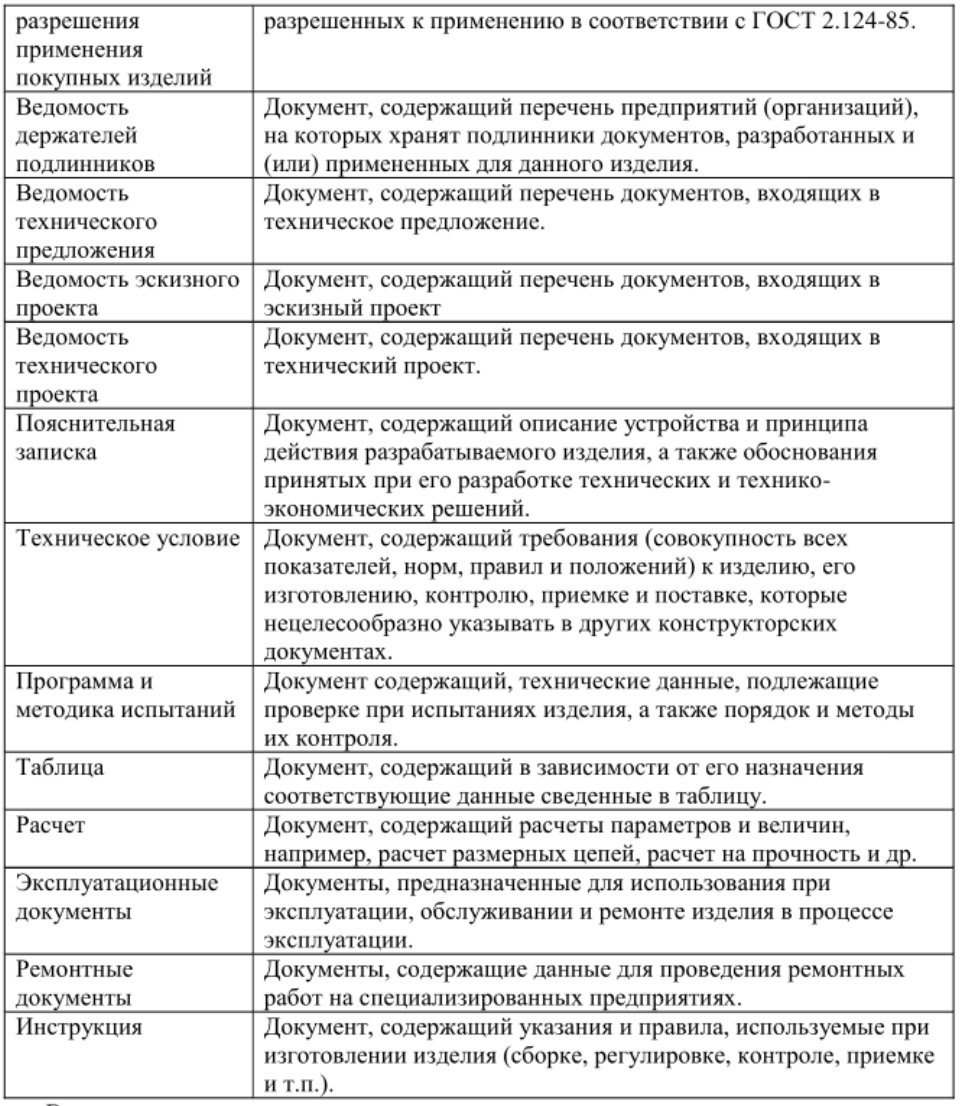 разрешения
применения
покупных изделий
разрешенных к применению в соответствии с ГОСТ 2.124-85.
Ведомость
держателей
подлинников
Документ, содержащий перечень предприятий (организаций),
на которых хранят подлинники документов, разработанных и
(или) примененных для данного изделия.
Ведомость
технического
предложения
Документ, содержащий перечень документов, входящих в
техническое предложение.
Ведомость эскизного
проекта
Документ, содержащий перечень документов, входящих в
эскизный проект
Ведомость
технического
проекта
Документ, содержащий перечень документов, входящих в
технический проект.
Пояснительная
записка
Документ, содержащий описание устройства и принципа
действия разрабатываемого изделия, а также обоснования
принятых при его разработке технических и технико-
экономических решений.
Техническое условие
Документ, содержащий требования (совокупность всех
показателей, норм, правил и положений) к изделию, его
изготовлению, контролю, приемке и поставке, которые
нецелесообразно указывать в других конструкторских
документах.
Программа и
методика испытаний
Документ содержащий, технические данные, подлежащие
проверке при испытаниях изделия, а также порядок и методы
их контроля.
Таблица
Документ, содержащий в зависимости от его назначения
соответствующие данные сведенные в таблицу.
Расчет
Документ, содержащий расчеты параметров и величин,
например, расчет размерных цепей, расчет на прочность и др.
Эксплуатационные
документы
Документы, предназначенные для использования при
эксплуатации, обслуживании и ремонте изделия в процессе
эксплуатации.
Ремонтные
документы
Документы, содержащие данные для проведения ремонтных
работ на специализированных предприятиях.
Инструкция
Документ, содержащий указания и правила, используемые при
изготовлении изделия (сборке, регулировке, контроле, приемке
и т.п.).